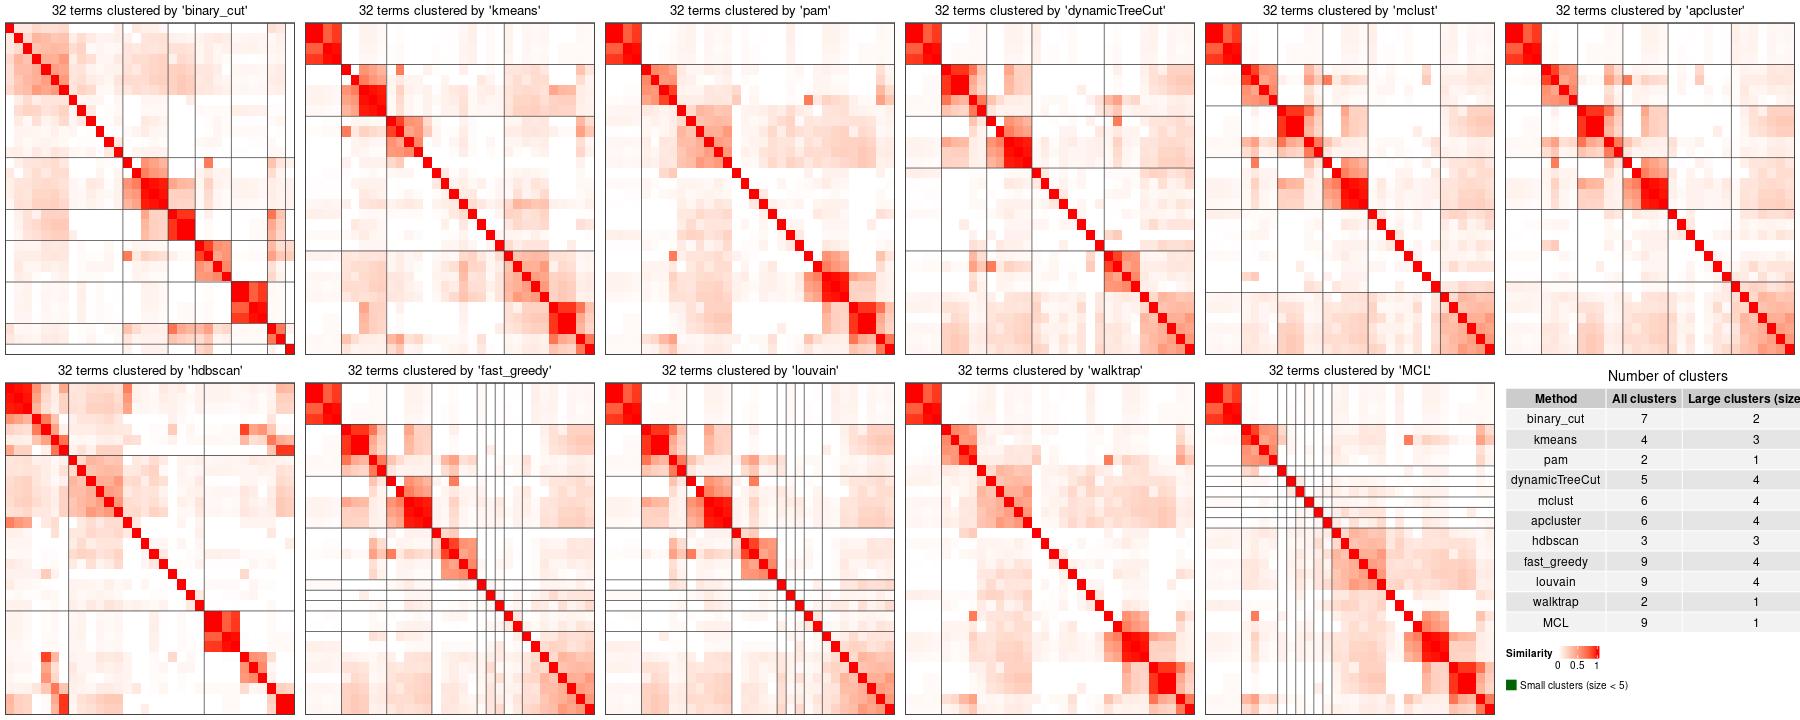 32 terms clustered by 'binary_cut'
32 terms clustered by 'kmeans'
32 terms clustered by 'pam'
32 terms clustered by 'dynamicTreeCut'
32 terms clustered by 'mclust'
32 terms clustered by 'apcluster'
32 terms clustered by 'hdbscan'
32 terms clustered by 'fast_greedy'
32 terms clustered by 'louvain'
32 terms clustered by 'walktrap'
32 terms clustered by 'MCL'
Number of clusters
Method All clusters Large clusters (size
binary_cut 7 2
kmeans 4 3
pam 2 1
dynamicTreeCut 5 4
mclust 6 4
apcluster 6 4
hdbscan 3 3
fast_greedy 9 4
louvain 9 4
walktrap 2 1
MCL 9 1
Similarity
0 0.5 1
Small clusters (size < 5)